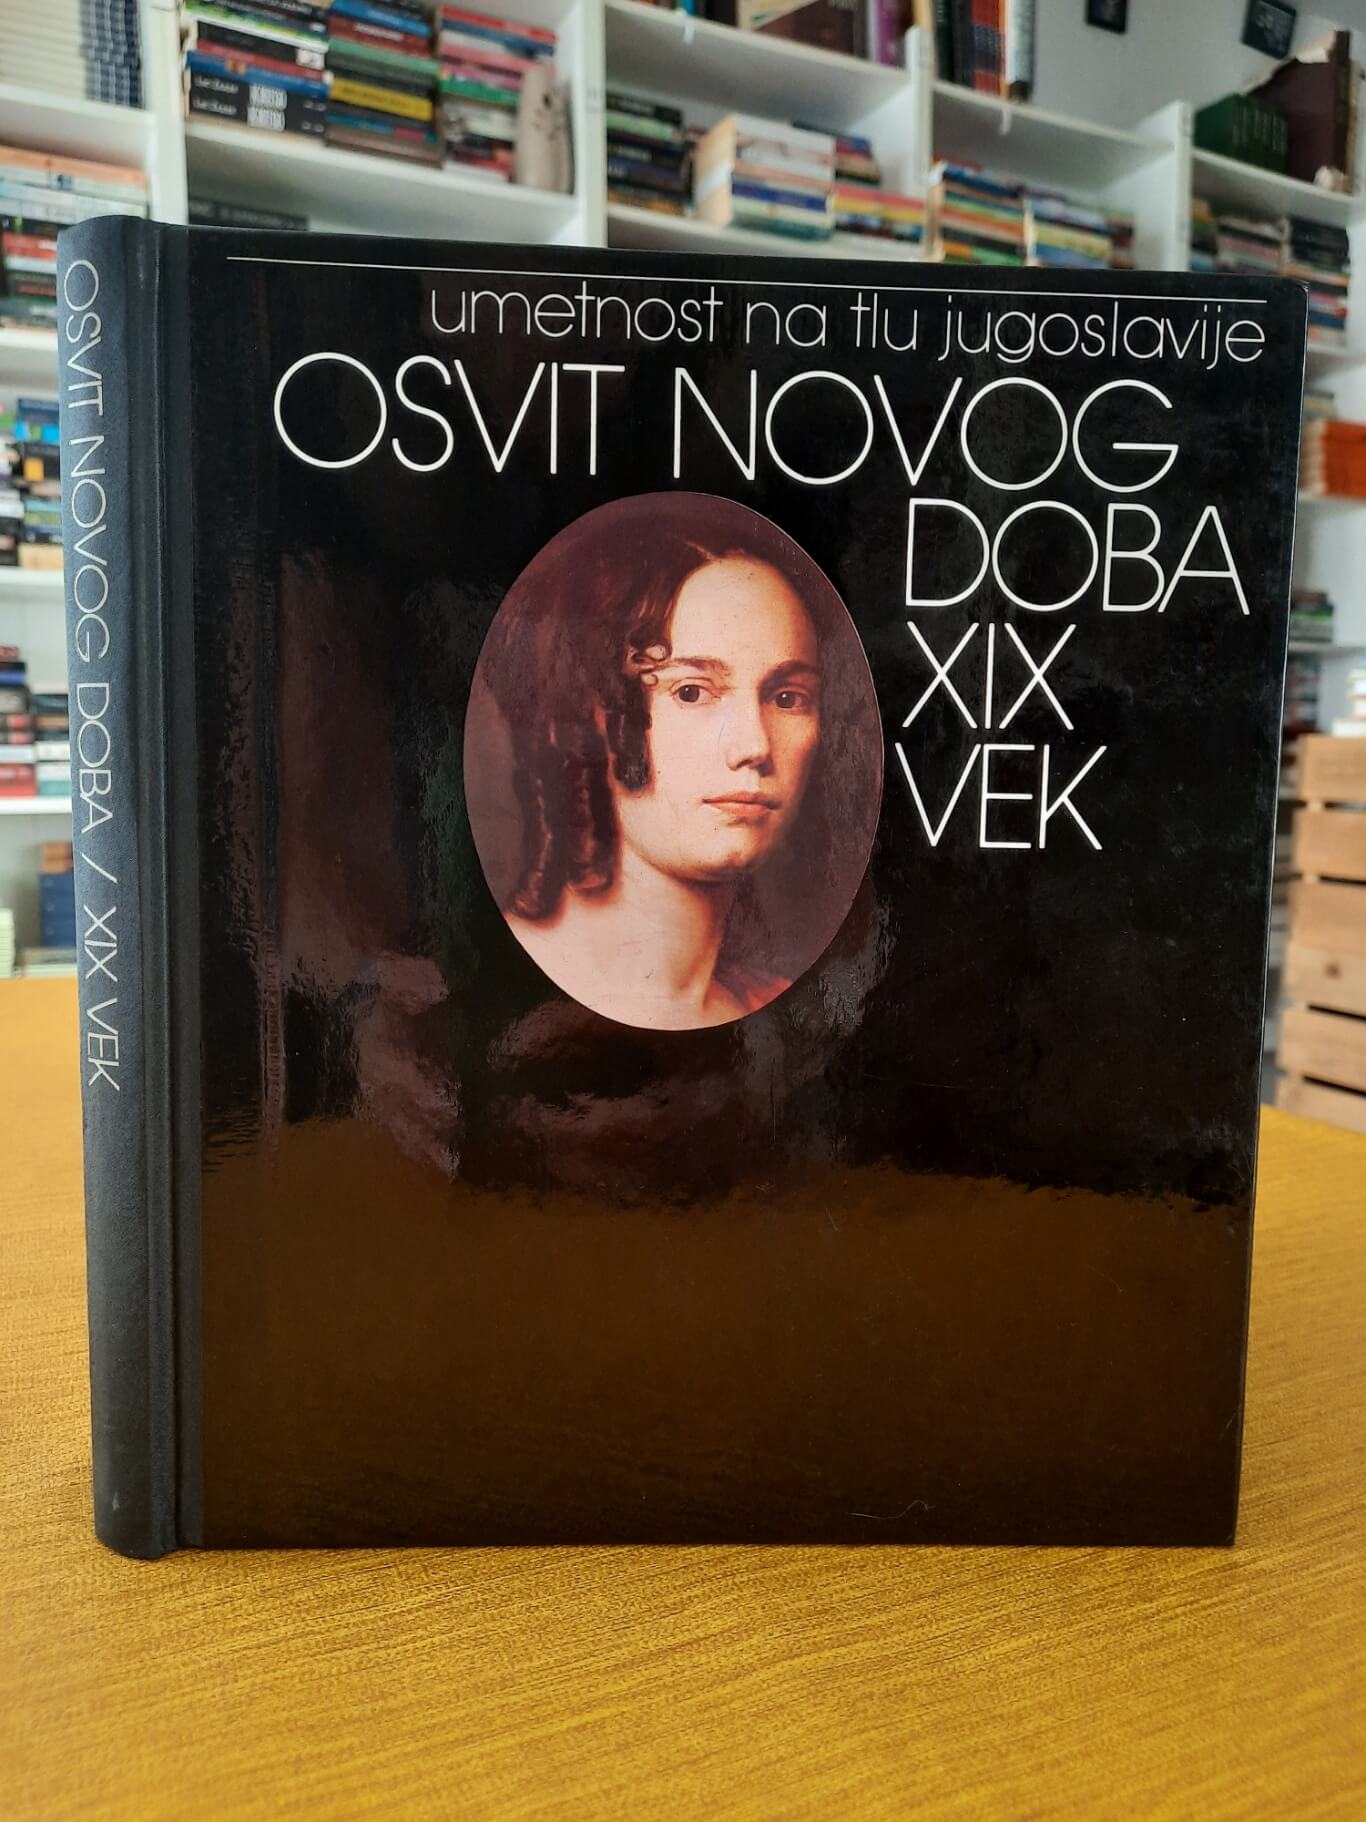 umetnost na tlu jugoslavije
OSVIT NOVOG
DOBA
XIX
VEK
OSVIT NOVOG DOBA / XIX VEK